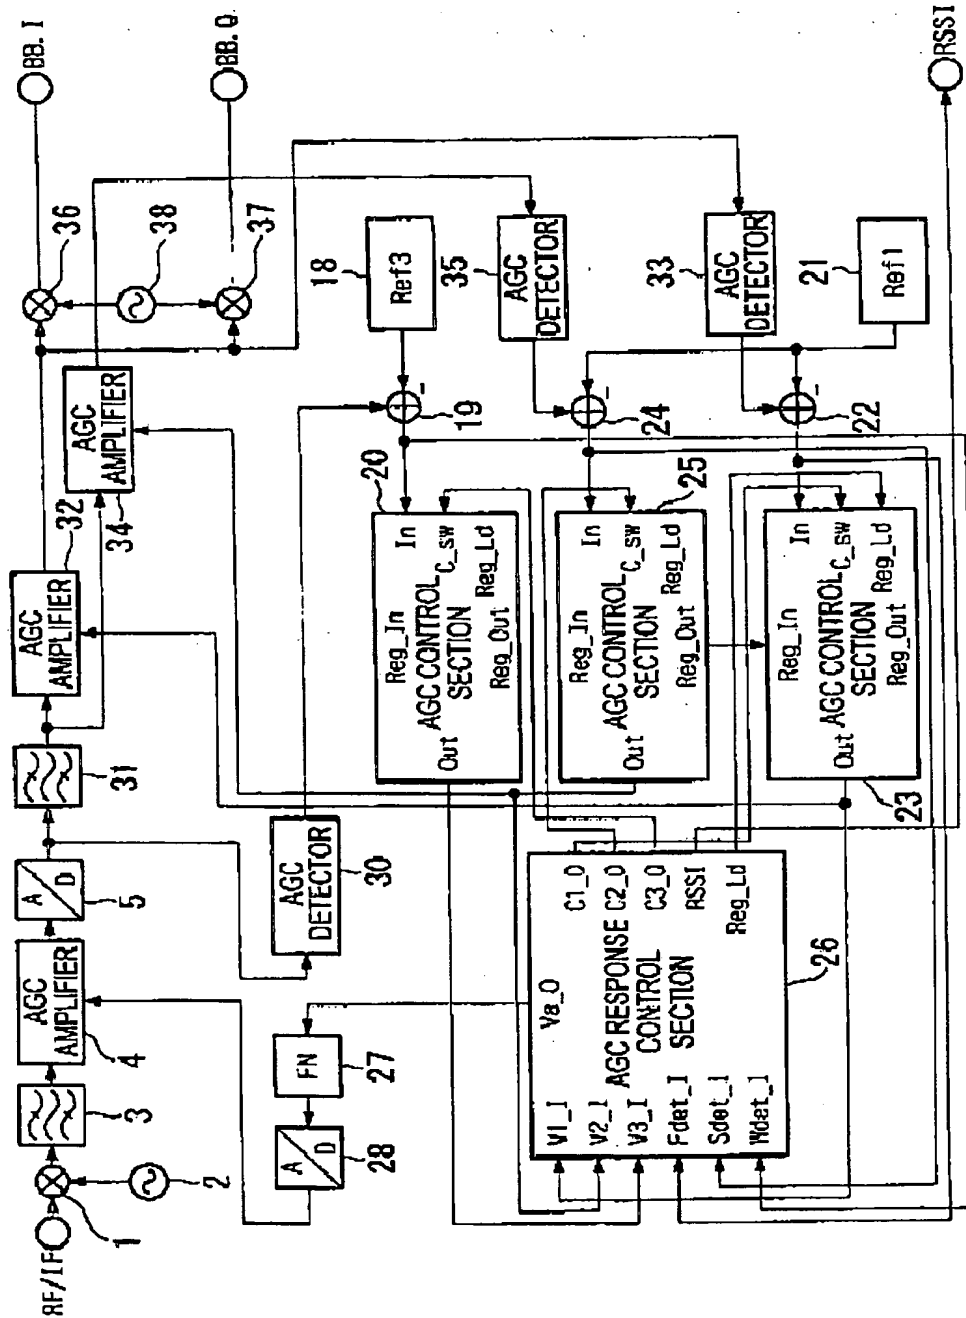 RF/IF
1
2
3
AGC
AMPLIFIER
4
A
D
5
31
AGC
AMPLIFIER
32
AGC
AMPLIFIER
34
36
38
37
BB. I
BB. Q
AGC
DETECTOR
30
FN
27
A
D
28
Ref3
18
19
AGC
DETECTOR
35
24
AGC
DETECTOR
33
22
Ref1
21
20
Reg_In
In
AGC CONTROL
SECTION
C_sw
Out
Reg_Ld
Reg_Out
25
Reg_In
In
AGC CONTROL
SECTION
C_sw
Out
Reg_Ld
Reg_Out
23
Reg_In
In
AGC CONTROL
SECTION
C_sw
Out
Reg_Ld
Reg_Out
Va_O
V1_I
V2_I
V3_I
Fdet_I
Sdet_I
Wdet_I
AGC RESPONSE
CONTROL
SECTION
C1_O
C2_O
C3_O
RSSI
Reg_Ld
26
RSSI